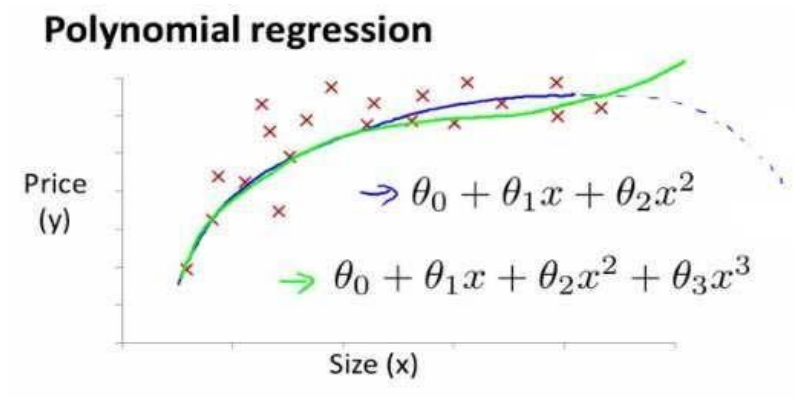 Polynomial regression
Price
(y)
→ θ₀ + θ₁x + θ₂x²
→ θ₀ + θ₁x + θ₂x² + θ₃x³
Size (x)